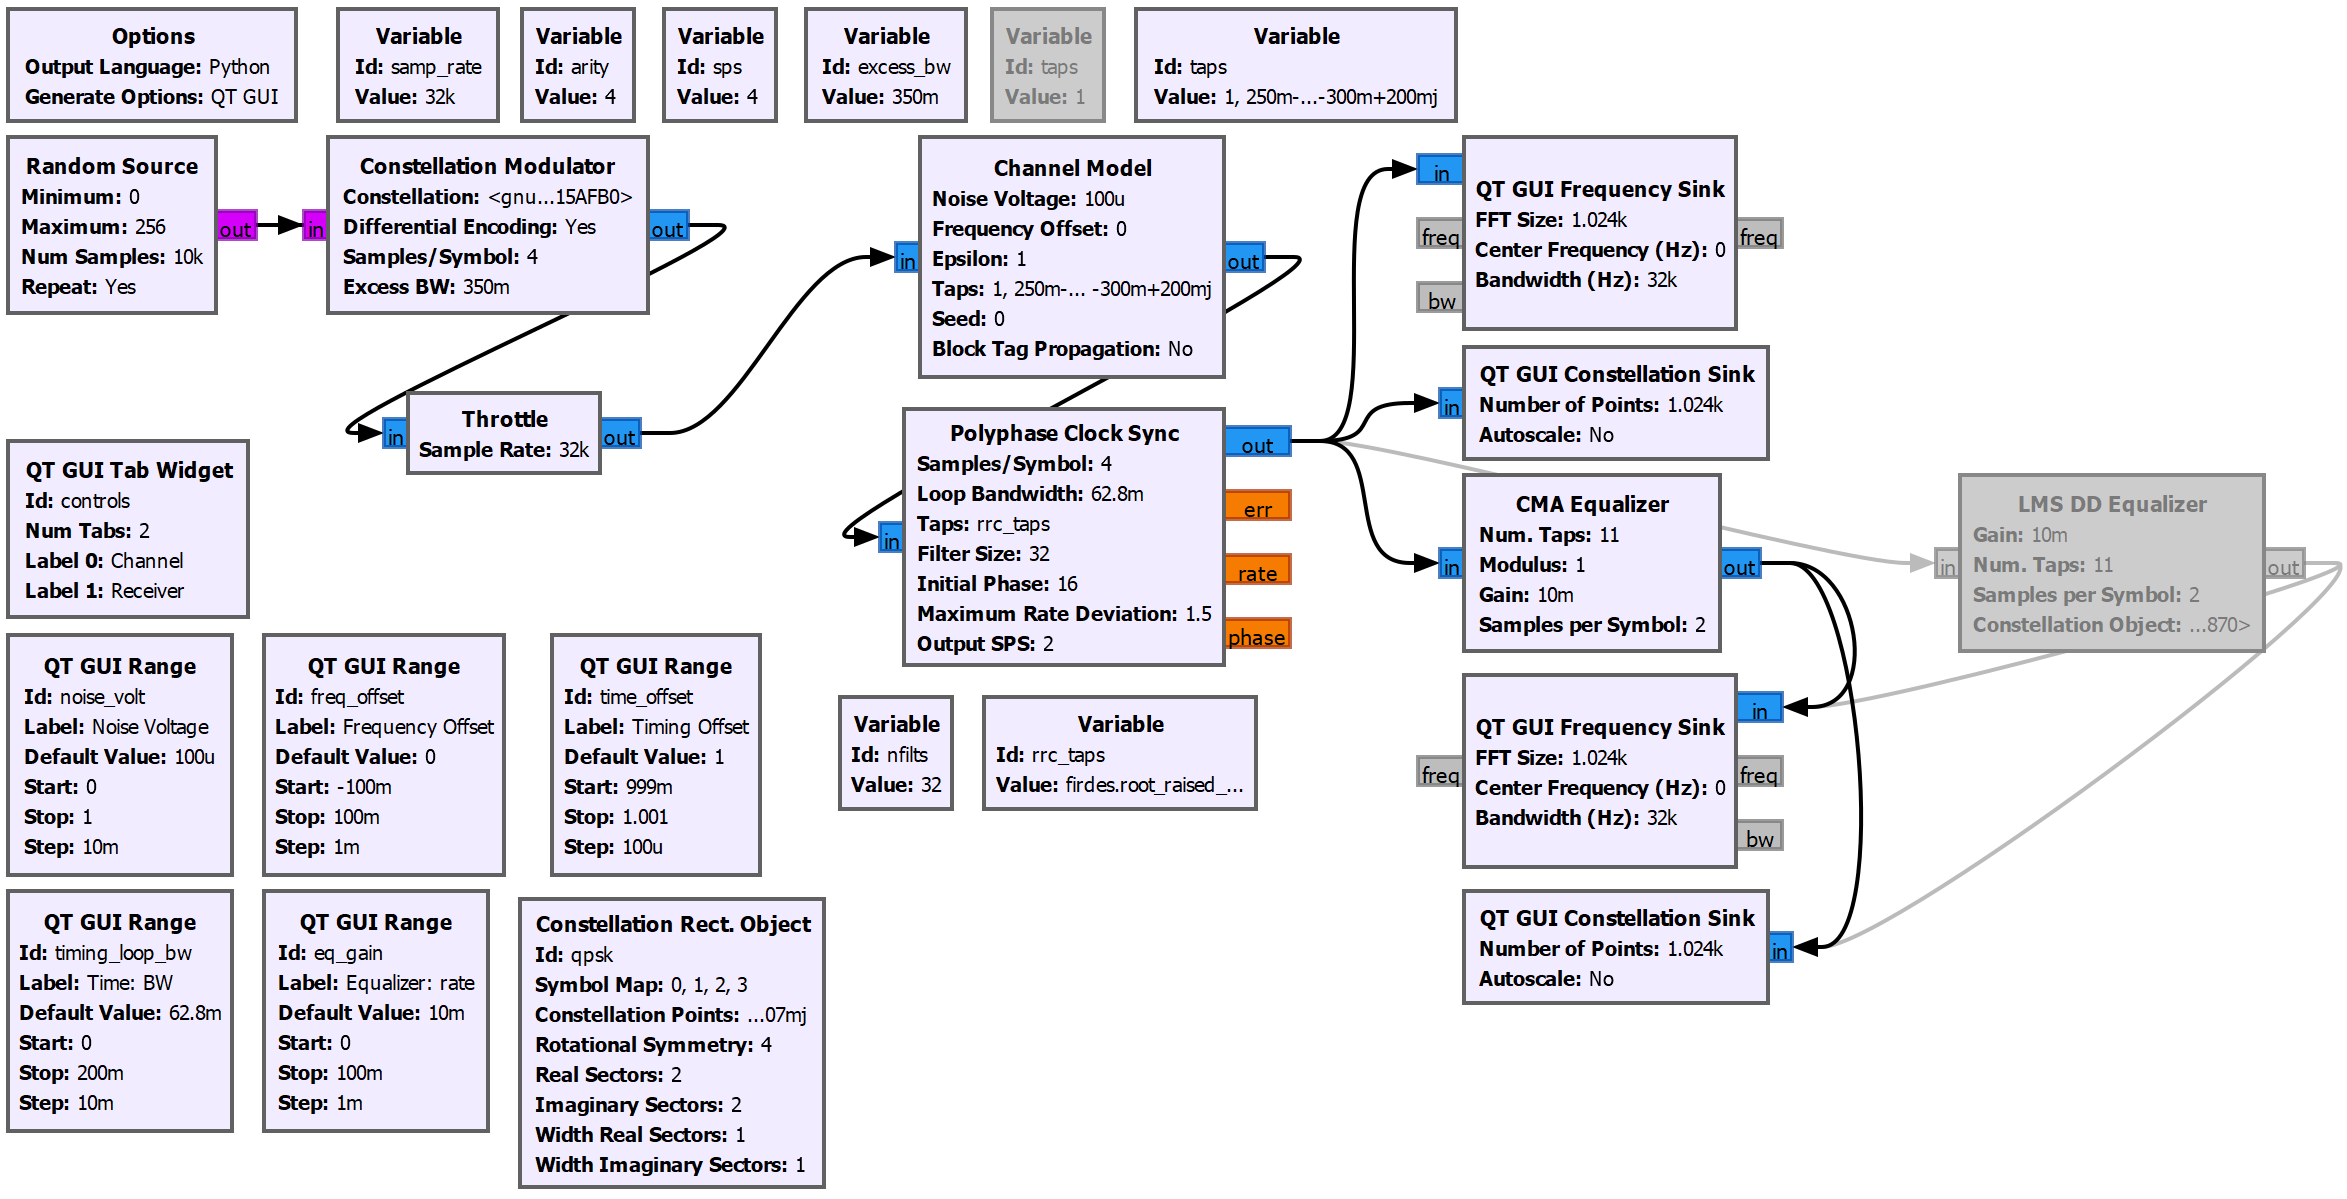 Options
Output Language: Python
Generate Options: QT GUI
Variable
Id: samp_rate
Value: 32k
Variable
Id: arity
Value: 4
Variable
Id: sps
Value: 4
Variable
Id: excess_bw
Value: 350m
Variable
Id: taps
Value: 1
Variable
Id: taps
Value: 1, 250m-...-300m+200mj
Random Source
Minimum: 0
Maximum: 256
Num Samples: 10k
Repeat: Yes
out
in
Constellation Modulator
Constellation: <gnu...15AFB0>
Differential Encoding: Yes
Samples/Symbol: 4
Excess BW: 350m
out
in
Channel Model
Noise Voltage: 100u
Frequency Offset: 0
Epsilon: 1
Taps: 1, 250m-... -300m+200mj
Seed: 0
Block Tag Propagation: No
out
in
freq
bw
QT GUI Frequency Sink
FFT Size: 1.024k
Center Frequency (Hz): 0
Bandwidth (Hz): 32k
freq
in
QT GUI Constellation Sink
Number of Points: 1.024k
Autoscale: No
in
Throttle
Sample Rate: 32k
out
in
Polyphase Clock Sync
Samples/Symbol: 4
Loop Bandwidth: 62.8m
Taps: rrc_taps
Filter Size: 32
Initial Phase: 16
Maximum Rate Deviation: 1.5
Output SPS: 2
out
err
rate
phase
in
CMA Equalizer
Num. Taps: 11
Modulus: 1
Gain: 10m
Samples per Symbol: 2
out
in
LMS DD Equalizer
Gain: 10m
Num. Taps: 11
Samples per Symbol: 2
Constellation Object: ...870>
out
QT GUI Tab Widget
Id: controls
Num Tabs: 2
Label 0: Channel
Label 1: Receiver
QT GUI Range
Id: noise_volt
Label: Noise Voltage
Default Value: 100u
Start: 0
Stop: 1
Step: 10m
QT GUI Range
Id: freq_offset
Label: Frequency Offset
Default Value: 0
Start: -100m
Stop: 100m
Step: 1m
QT GUI Range
Id: time_offset
Label: Timing Offset
Default Value: 1
Start: 999m
Stop: 1.001
Step: 100u
Variable
Id: nfilts
Value: 32
Variable
Id: rrc_taps
Value: firdes.root_raised_...
freq
QT GUI Frequency Sink
FFT Size: 1.024k
Center Frequency (Hz): 0
Bandwidth (Hz): 32k
in
freq
bw
QT GUI Range
Id: timing_loop_bw
Label: Time: BW
Default Value: 62.8m
Start: 0
Stop: 200m
Step: 10m
QT GUI Range
Id: eq_gain
Label: Equalizer: rate
Default Value: 10m
Start: 0
Stop: 100m
Step: 1m
Constellation Rect. Object
Id: qpsk
Symbol Map: 0, 1, 2, 3
Constellation Points: ...07mj
Rotational Symmetry: 4
Real Sectors: 2
Imaginary Sectors: 2
Width Real Sectors: 1
Width Imaginary Sectors: 1
QT GUI Constellation Sink
Number of Points: 1.024k
Autoscale: No
in